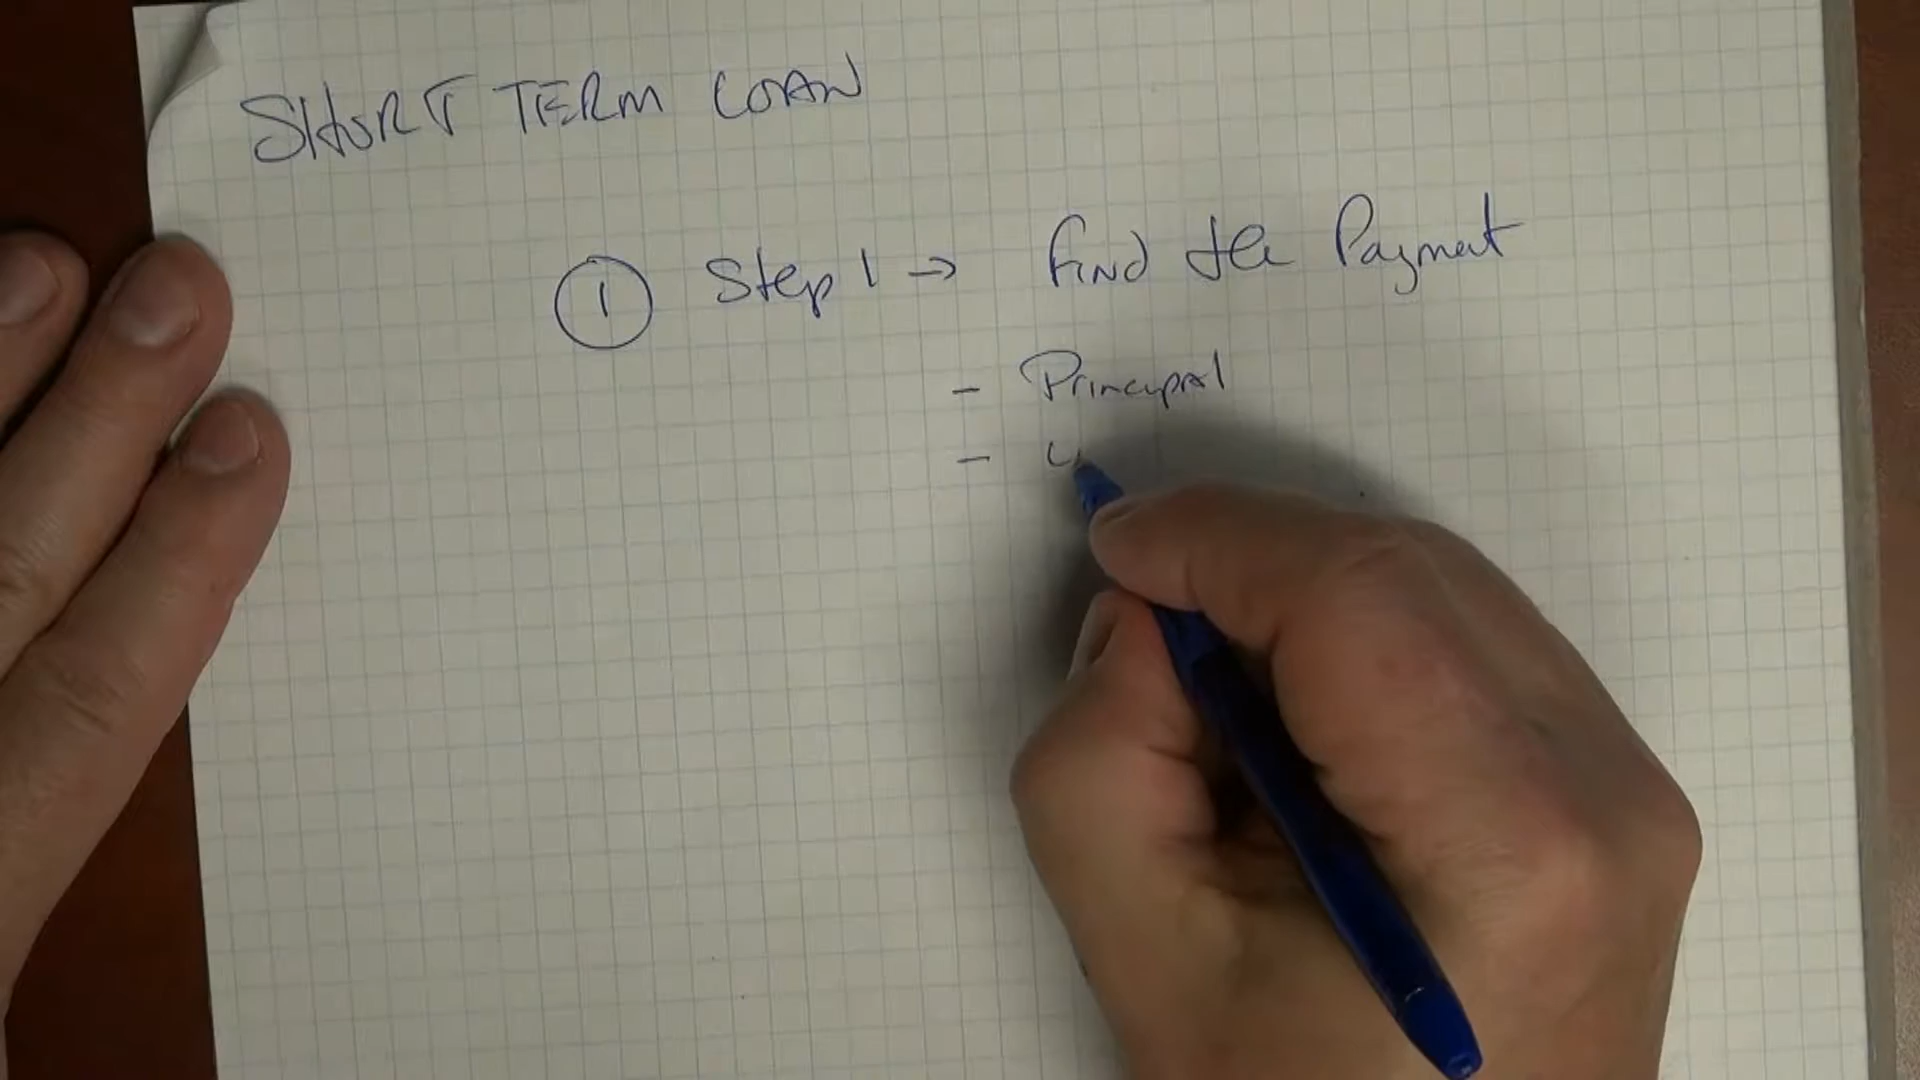 SHORT TERM LOAN
1 Step 1 → Find the Payment
- Principal
-